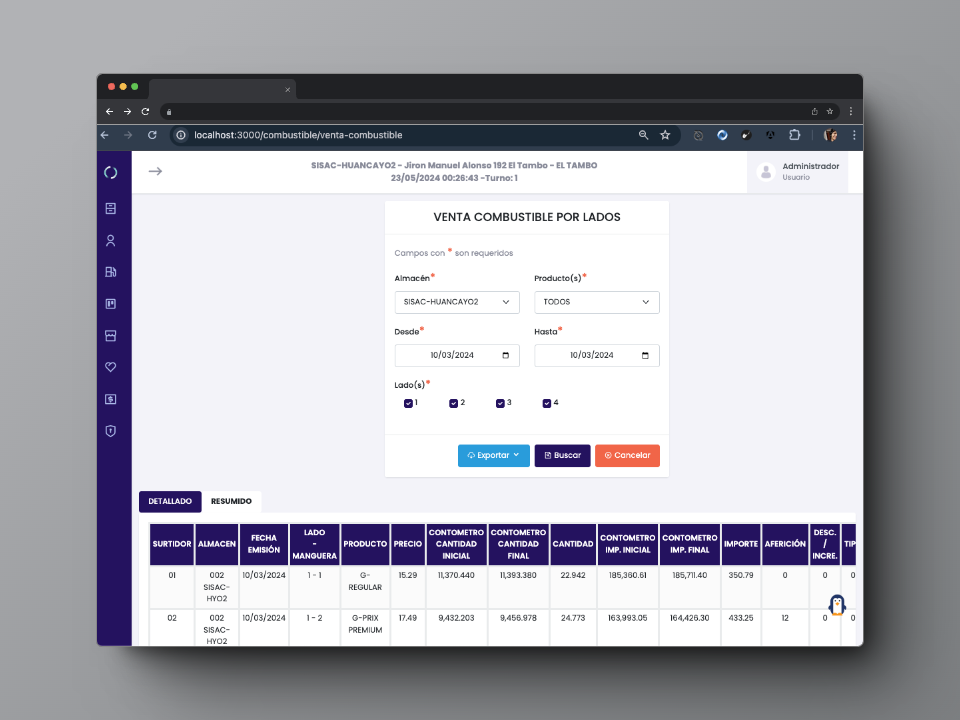 localhost:3000/combustible/venta-combustible
SISAC-HUANCAYO2 - Jiron Manuel Alonso 192 El Tambo - EL TAMBO
23/05/2024 00:26:43 -Turno: 1
Administrador
Usuario
VENTA COMBUSTIBLE POR LADOS
Campos con * son requeridos
Almacén* Producto(s)*
SISAC-HUANCAYO2 TODOS
Desde* Hasta*
10/03/2024 10/03/2024
Lado(s)*
1 2 3 4
Exportar Buscar Cancelar
DETALLADO RESUMIDO
SURTIDOR ALMACEN FECHA EMISIÓN LADO - MANGUERA PRODUCTO PRECIO CONTOMETRO CANTIDAD INICIAL CONTOMETRO CANTIDAD FINAL CANTIDAD CONTOMETRO IMP. INICIAL CONTOMETRO IMP. FINAL IMPORTE AFERICIÓN DESC. / INCRE. TIP
01 002 SISAC-HYO2 10/03/2024 1 - 1 G-REGULAR 15.29 11,370.440 11,393.380 22.942 185,360.61 185,711.40 350.79 0 0 0
02 002 SISAC-HYO2 10/03/2024 1 - 2 G-PRIX PREMIUM 17.49 9,432.203 9,456.978 24.773 163,993.05 164,426.30 433.25 12 0 0